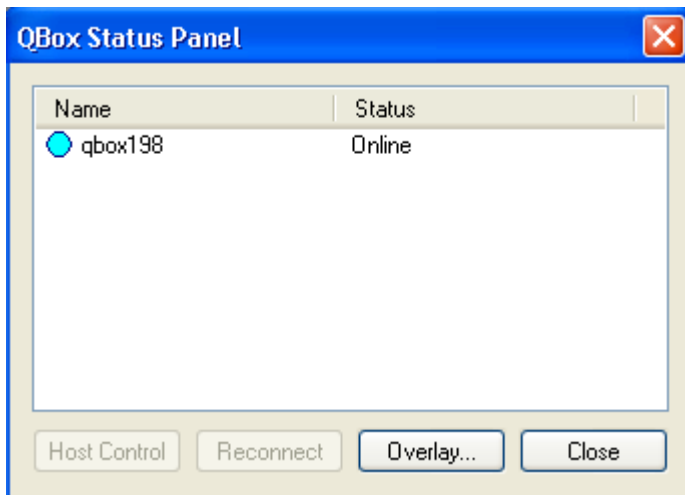 QBox Status Panel
Name Status
qbox198 Online
Host Control Reconnect Overlay... Close